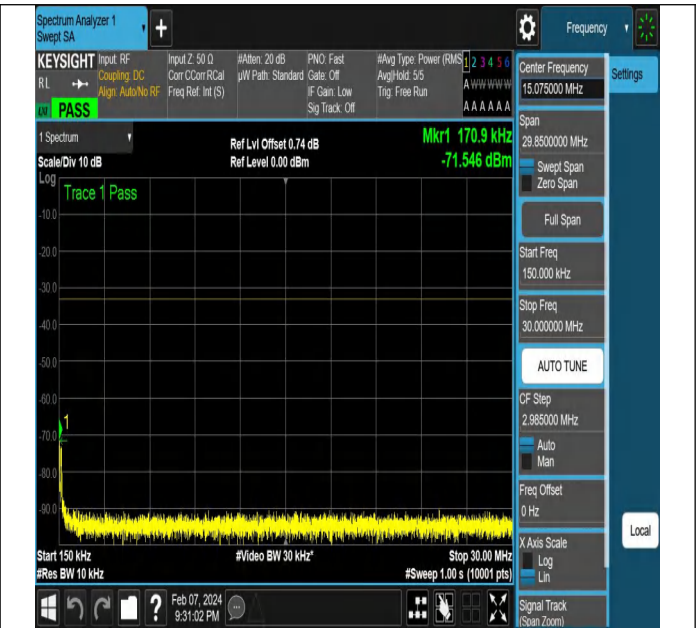 Spectrum Analyzer 1
Swept SA
+
Frequency
KEYSIGHT
RL
PASS
Input: RF
Coupling: DC
Align: Auto/No RF
Input Z: 50 Ω
Corr CCorr RCal
Freq Ref: Int (S)
#Atten: 20 dB
µW Path: Standard
PNO: Fast
Gate: Off
IF Gain: Low
Sig Track: Off
#Avg Type: Power (RMS
Avg|Hold: 5/5
Trig: Free Run
1 2 3 4 5 6
A W W W W W
A A A A A A
1 Spectrum
Scale/Div 10 dB
Ref Lvl Offset 0.74 dB
Ref Level 0.00 dBm
Mkr1 170.9 kHz
-71.546 dBm
Log
Trace 1 Pass
-10.0
-20.0
-40.0
-50.0
-60.0
1
-70.0
-80.0
-90.0
Start 150 kHz
#Res BW 10 kHz
#Video BW 30 kHz*
Stop 30.00 MHz
#Sweep 1.00 s (10001 pts)
?
Feb 07, 2024
9:31:02 PM
Center Frequency
15.075000 MHz
Span
29.8500000 MHz
Swept Span
Zero Span
Full Span
Start Freq
150.000 kHz
Stop Freq
30.000000 MHz
AUTO TUNE
CF Step
2.985000 MHz
Auto
Man
Freq Offset
0 Hz
X Axis Scale
Log
Lin
Signal Track
(Span Zoom)
Settings
Local